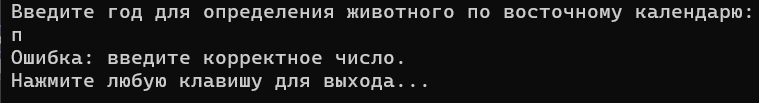 Введите год для определения животного по восточному календарю:
п
Ошибка: введите корректное число.
Нажмите любую клавишу для выхода...